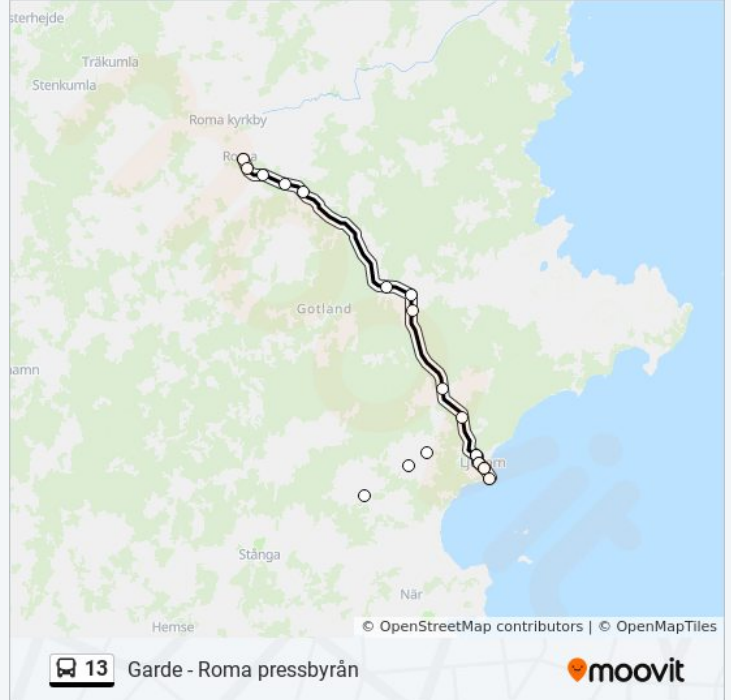 sterhejde
Träkumla
Stenkumla
Roma kyrkby
Roma
Gotland
amn
Ljugarn
Stånga
När
Hemse
© OpenStreetMap contributors | © OpenMapTiles
13 Garde - Roma pressbyrån
moovit